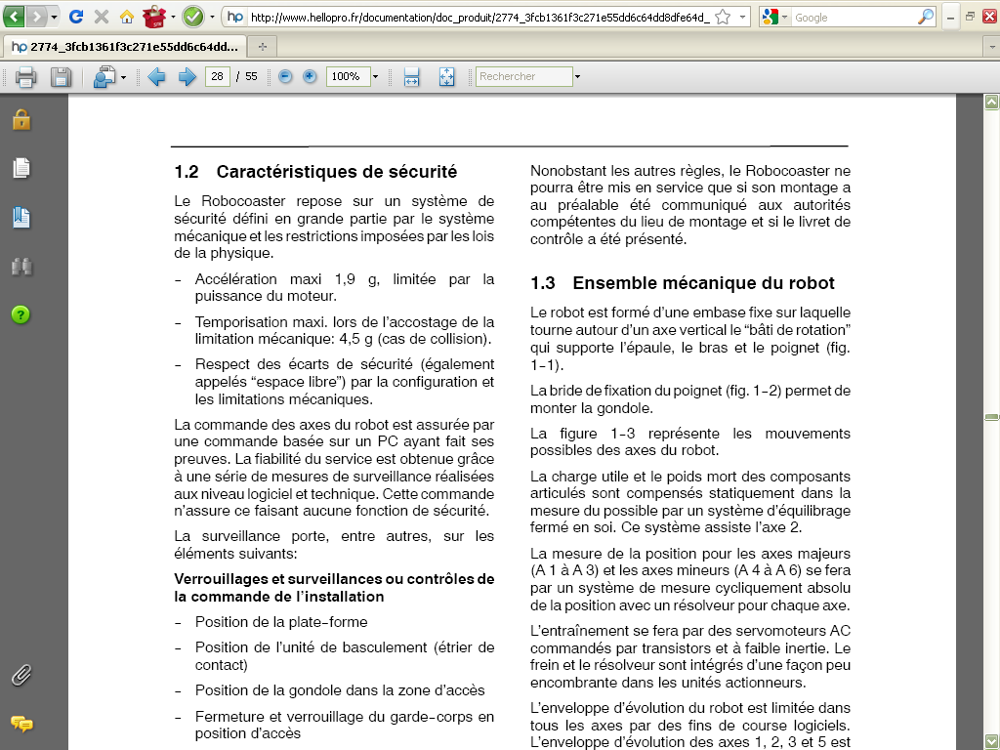 http://www.hellopro.fr/documentation/doc_produit/2774_3fcb1361f3c271e55dd6c64dd8dfe64d_
Google
2774_3fcb1361f3c271e55dd6c64dd...
28 / 55
100%
Rechercher
1.2 Caractéristiques de sécurité
Le Robocoaster repose sur un système de
sécurité défini en grande partie par le système
mécanique et les restrictions imposées par les lois
de la physique.
– Accélération maxi 1,9 g, limitée par la
puissance du moteur.
– Temporisation maxi. lors de l'accostage de la
limitation mécanique: 4,5 g (cas de collision).
– Respect des écarts de sécurité (également
appelés “espace libre”) par la configuration et
les limitations mécaniques.
La commande des axes du robot est assurée par
une commande basée sur un PC ayant fait ses
preuves. La fiabilité du service est obtenue grâce
à une série de mesures de surveillance réalisées
aux niveau logiciel et technique. Cette commande
n'assure ce faisant aucune fonction de sécurité.
La surveillance porte, entre autres, sur les
éléments suivants:
Verrouillages et surveillances ou contrôles de
la commande de l'installation
– Position de la plate–forme
– Position de l'unité de basculement (étrier de
contact)
– Position de la gondole dans la zone d'accès
– Fermeture et verrouillage du garde–corps en
position d'accès
Nonobstant les autres règles, le Robocoaster ne
pourra être mis en service que si son montage a
au préalable été communiqué aux autorités
compétentes du lieu de montage et si le livret de
contrôle a été présenté.
1.3 Ensemble mécanique du robot
Le robot est formé d'une embase fixe sur laquelle
tourne autour d'un axe vertical le “bâti de rotation”
qui supporte l'épaule, le bras et le poignet (fig.
1–1).
La bride de fixation du poignet (fig. 1–2) permet de
monter la gondole.
La figure 1–3 représente les mouvements
possibles des axes du robot.
La charge utile et le poids mort des composants
articulés sont compensés statiquement dans la
mesure du possible par un système d'équilibrage
fermé en soi. Ce système assiste l'axe 2.
La mesure de la position pour les axes majeurs
(A 1 à A 3) et les axes mineurs (A 4 à A 6) se fera
par un système de mesure cycliquement absolu
de la position avec un résolveur pour chaque axe.
L'entraînement se fera par des servomoteurs AC
commandés par transistors et à faible inertie. Le
frein et le résolveur sont intégrés d'une façon peu
encombrante dans les unités actionneurs.
L'enveloppe d'évolution du robot est limitée dans
tous les axes par des fins de course logiciels.
L'enveloppe d'évolution des axes 1, 2, 3 et 5 est